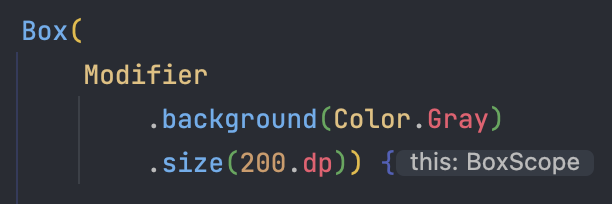 Box(
Modifier
.background(Color.Gray)
.size(200.dp)) { this: BoxScope